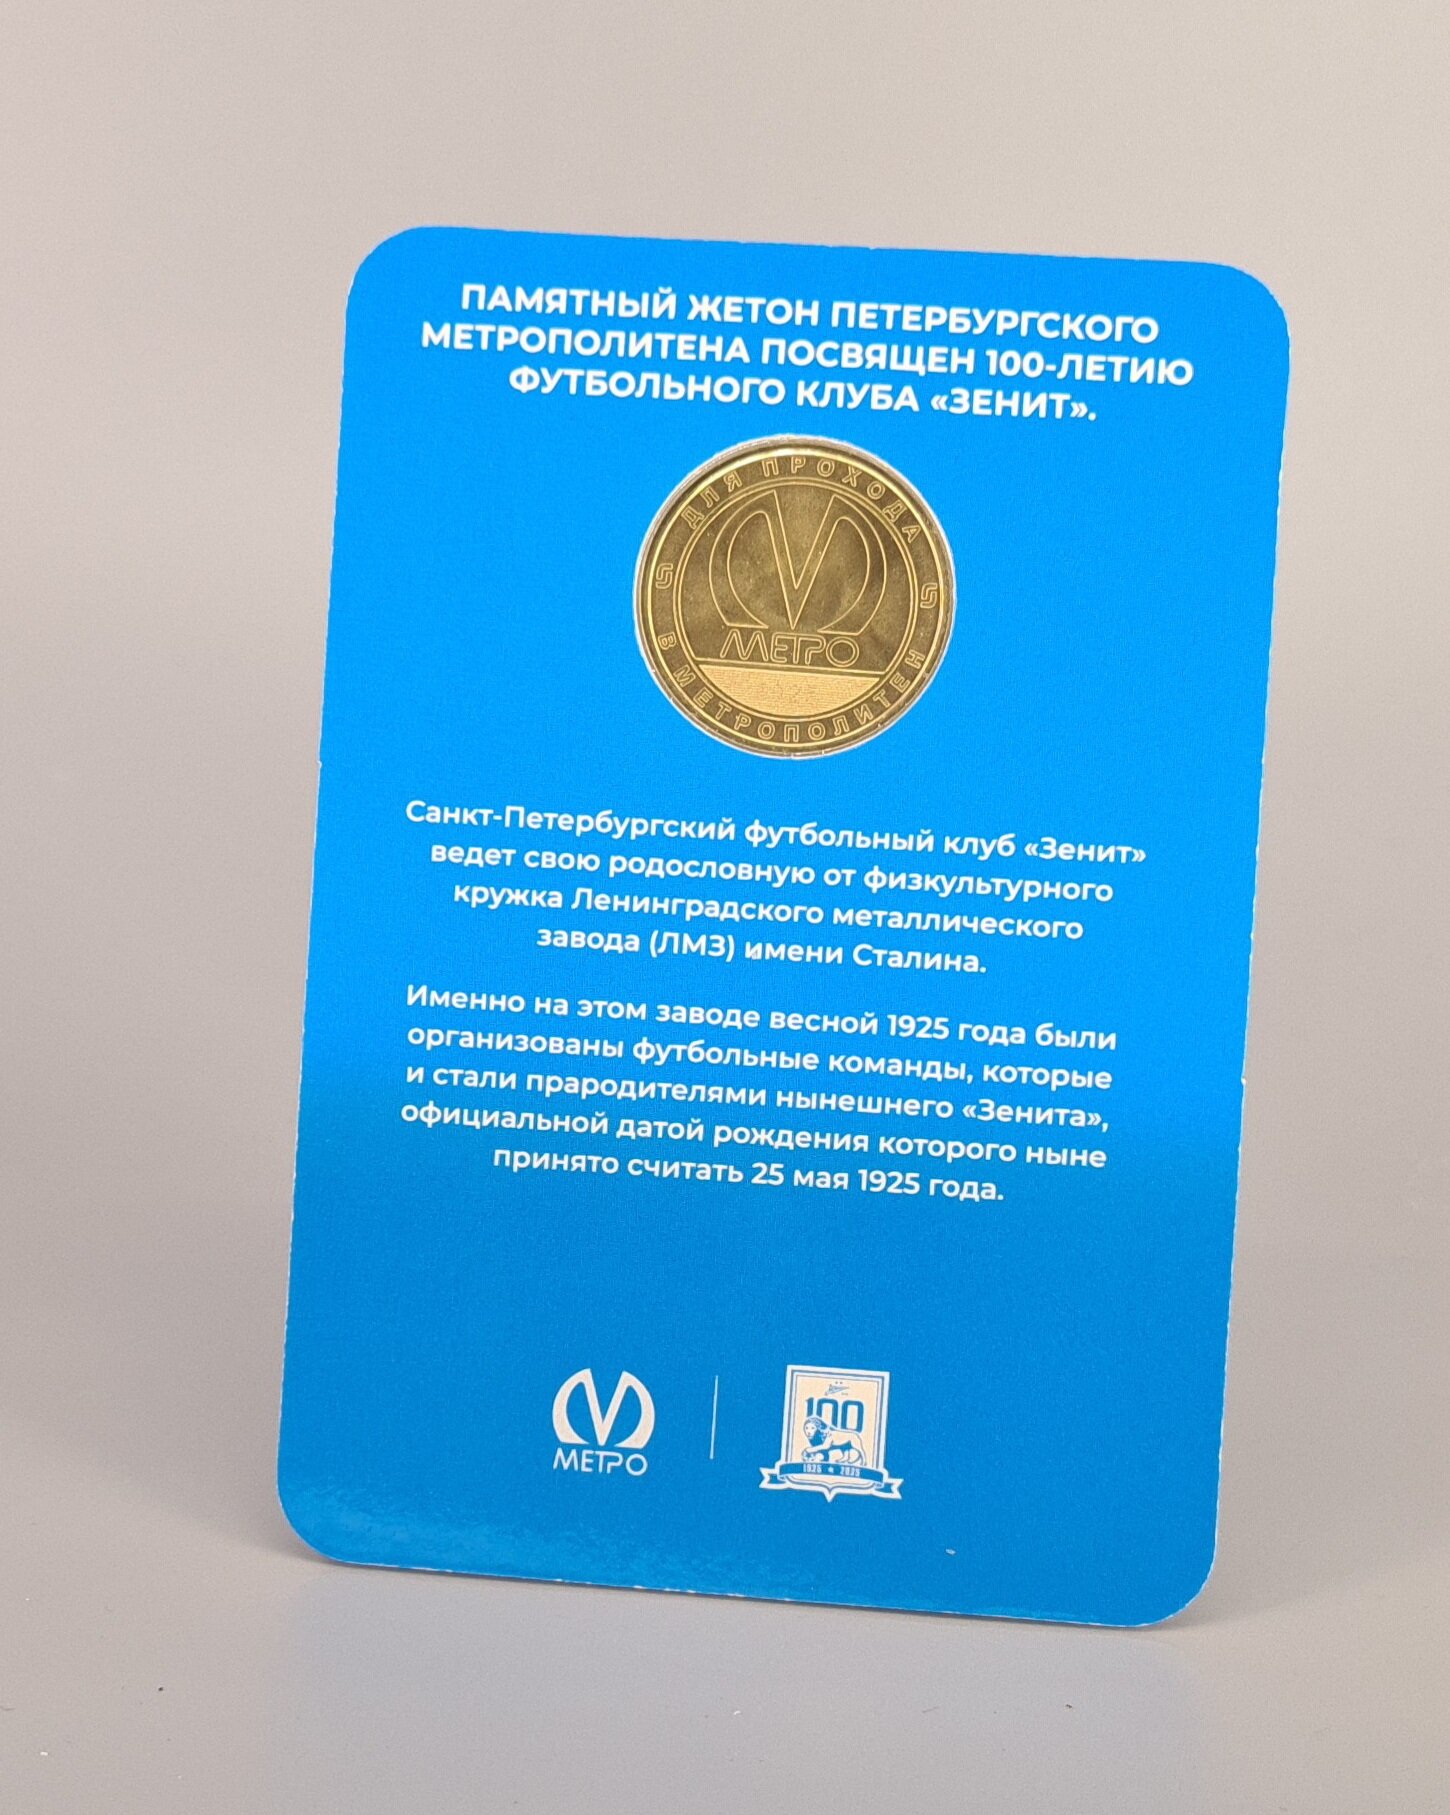 ПАМЯТНЫЙ ЖЕТОН ПЕТЕРБУРГСКОГО
МЕТРОПОЛИТЕНА ПОСВЯЩЕН 100-ЛЕТИЮ
ФУТБОЛЬНОГО КЛУБА «ЗЕНИТ».
ДЛЯ ПРОХОДА
МЕТРО
В МЕТРОПОЛИТЕН
Санкт-Петербургский футбольный клуб «Зенит»
ведет свою родословную от физкультурного
кружка Ленинградского металлического
завода (ЛМЗ) имени Сталина.
Именно на этом заводе весной 1925 года были
организованы футбольные команды, которые
и стали прародителями нынешнего «Зенита»,
официальной датой рождения которого ныне
принято считать 25 мая 1925 года.
МЕТРО
100
1925 ★ 2025